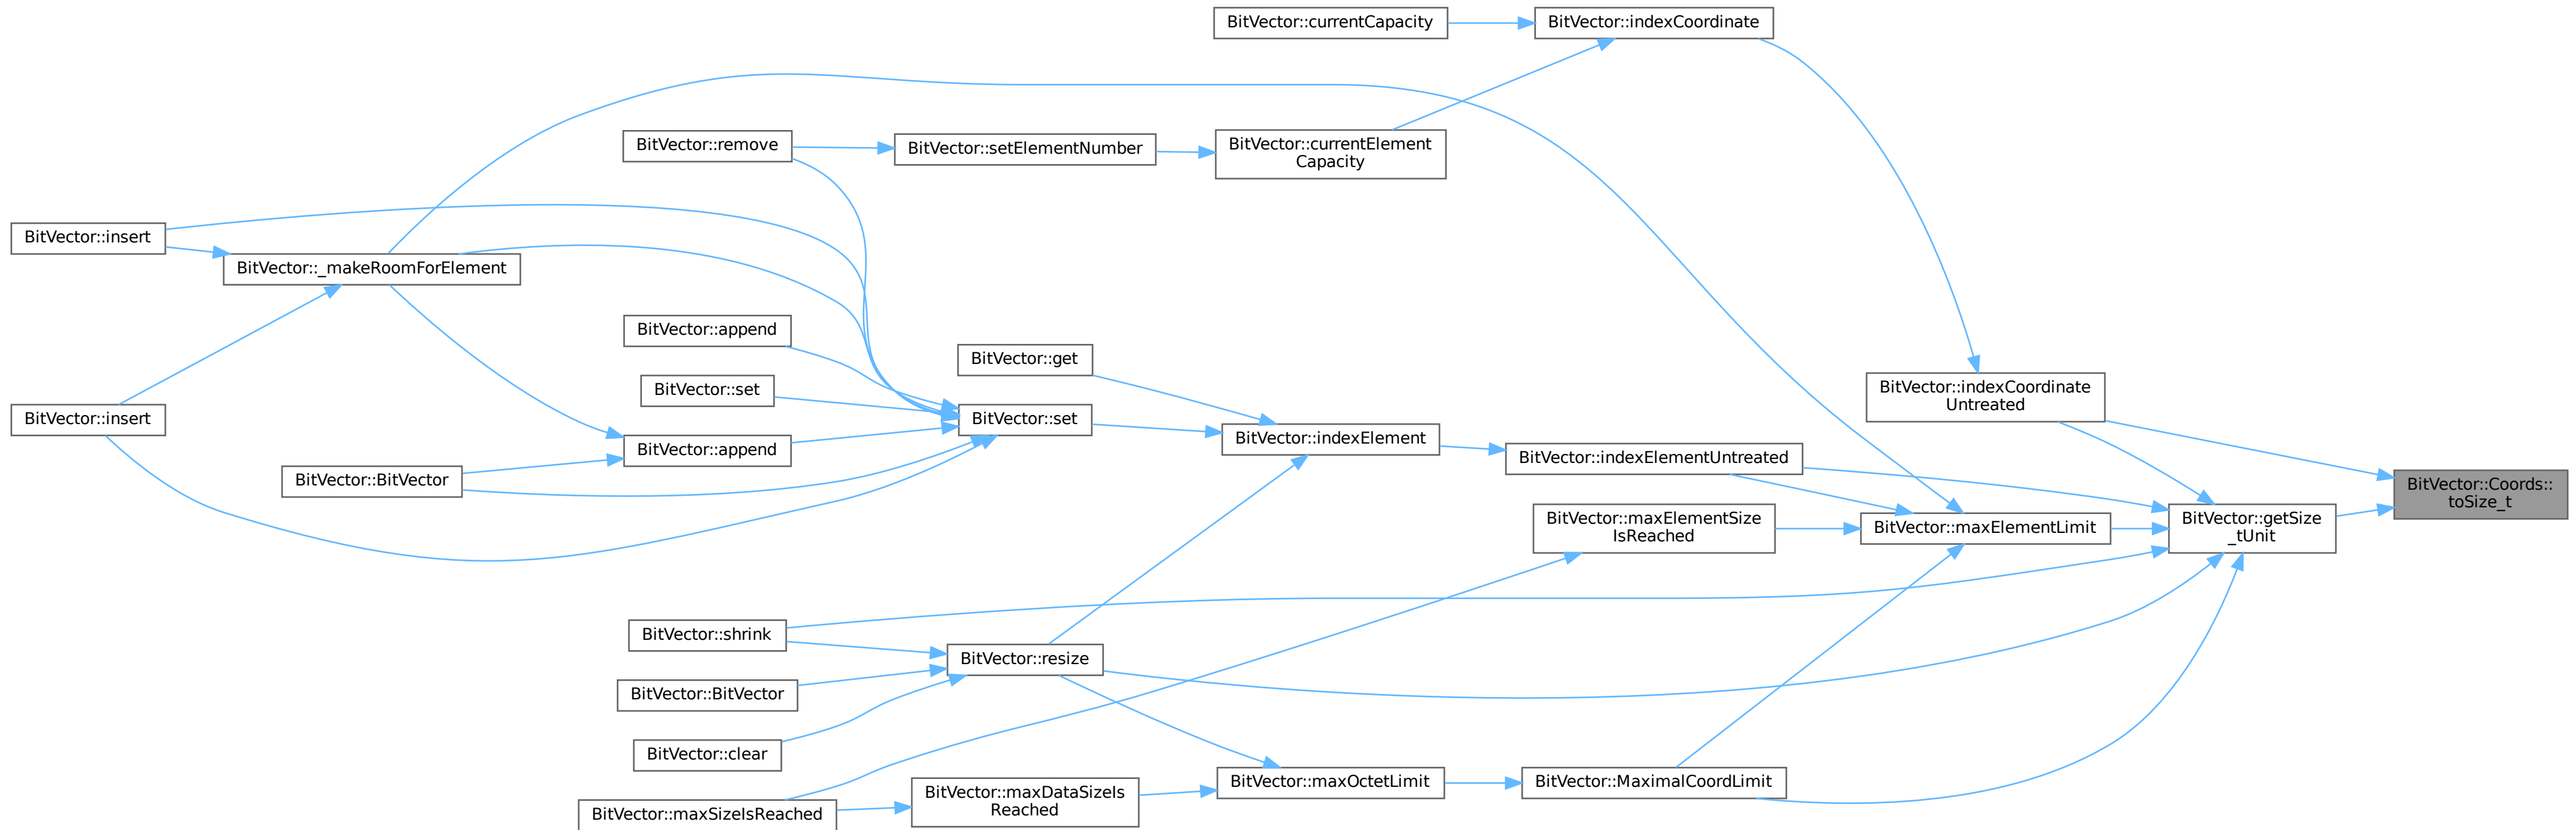 BitVector::currentCapacity
BitVector::indexCoordinate
BitVector::remove
BitVector::setElementNumber
BitVector::currentElement
Capacity
BitVector::insert
BitVector::_makeRoomForElement
BitVector::append
BitVector::get
BitVector::set
BitVector::indexCoordinate
Untreated
BitVector::insert
BitVector::set
BitVector::indexElement
BitVector::append
BitVector::indexElementUntreated
BitVector::BitVector
BitVector::Coords::
toSize_t
BitVector::maxElementSize
IsReached
BitVector::maxElementLimit
BitVector::getSize
_tUnit
BitVector::shrink
BitVector::resize
BitVector::BitVector
BitVector::clear
BitVector::maxOctetLimit
BitVector::MaximalCoordLimit
BitVector::maxDataSizeIs
Reached
BitVector::maxSizeIsReached